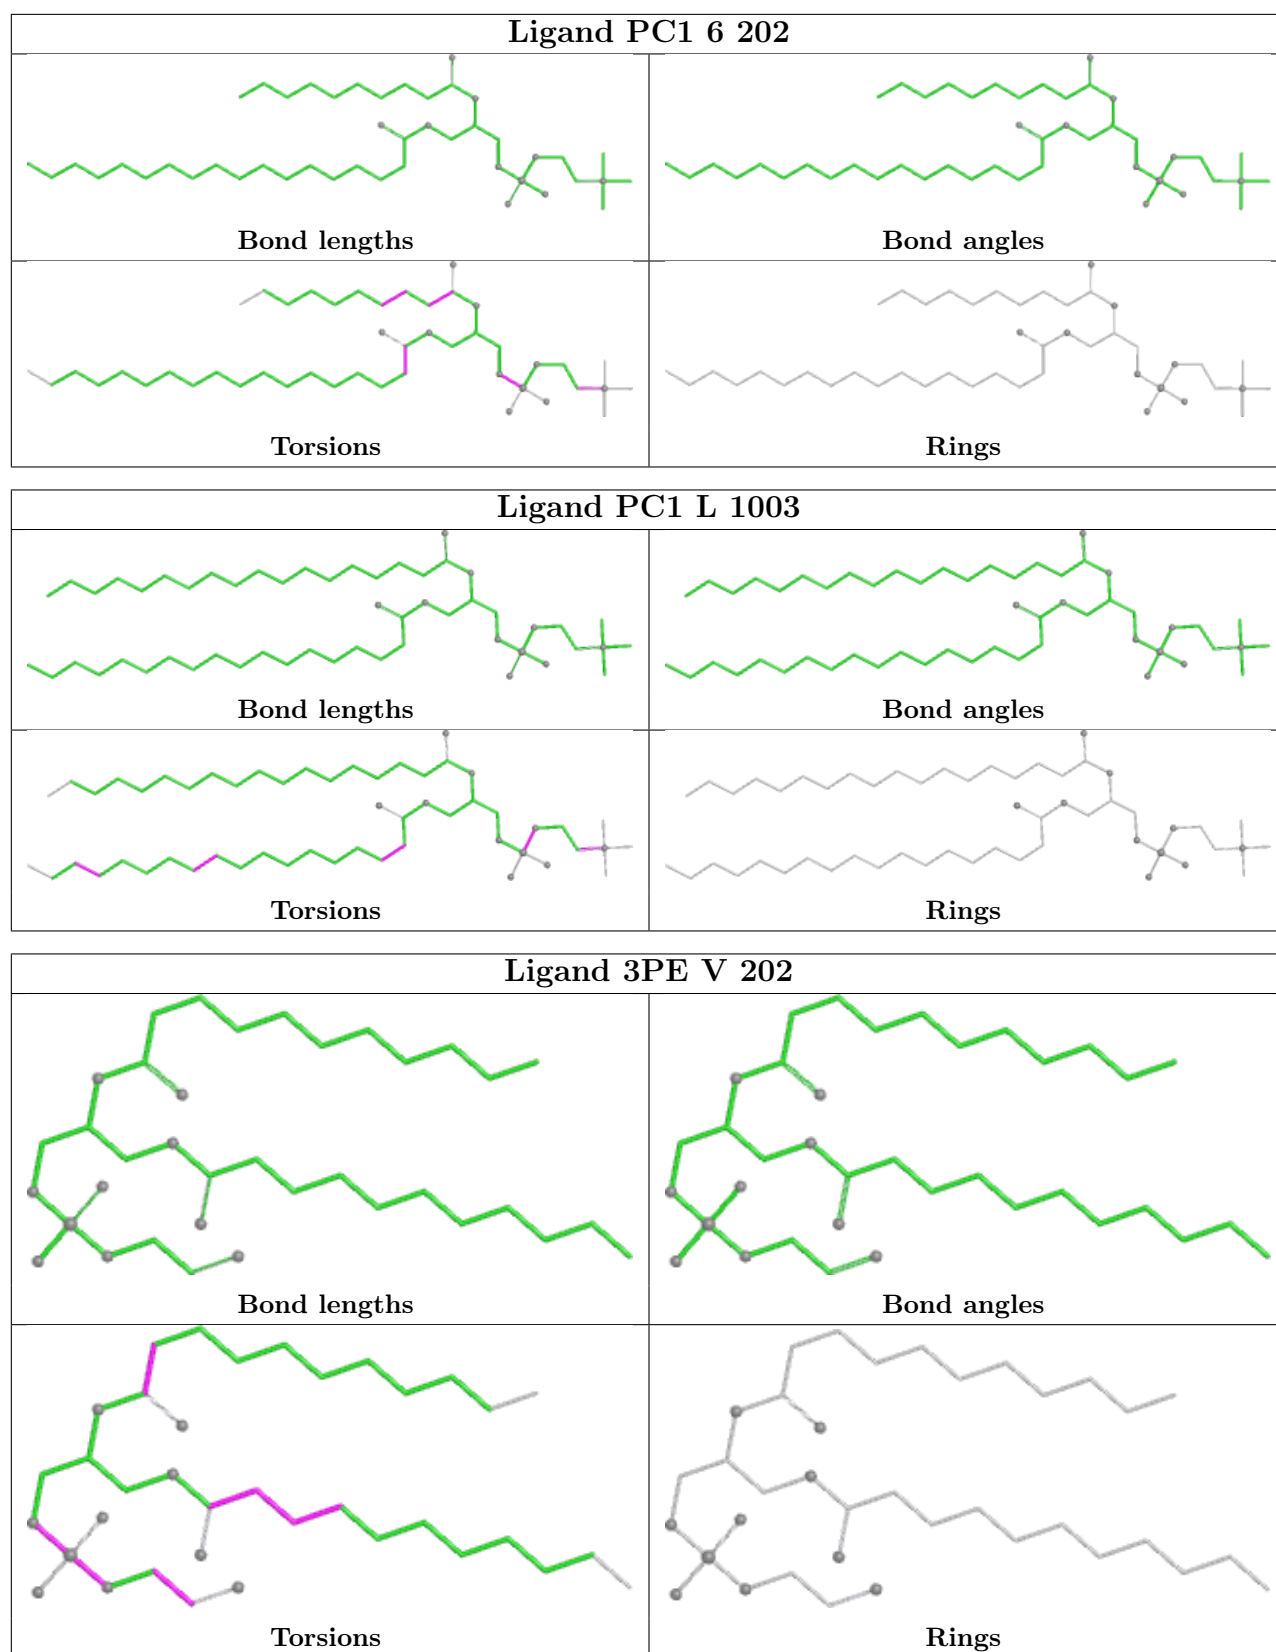 Ligand PC1 6 202
Bond lengths
Bond angles
Torsions
Rings
Ligand PC1 L 1003
Bond lengths
Bond angles
Torsions
Rings
Ligand 3PE V 202
Bond lengths
Bond angles
Torsions
Rings